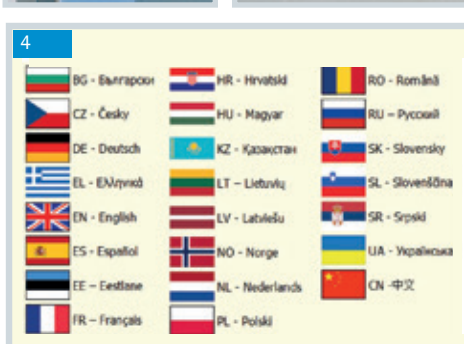 4
BG - Български
CZ - Česky
DE - Deutsch
EL - Ελληνικά
EN - English
ES - Español
EE - Eestlane
FR - Français
HR - Hrvatski
HU - Magyar
KZ - Қазақстан
LT - Lietuvių
LV - Latviešu
NO - Norge
NL - Nederlands
PL - Polski
RO - Română
RU - Русский
SK - Slovensky
SL - Slovenščina
SR - Srpski
UA - Українська
CN -中文